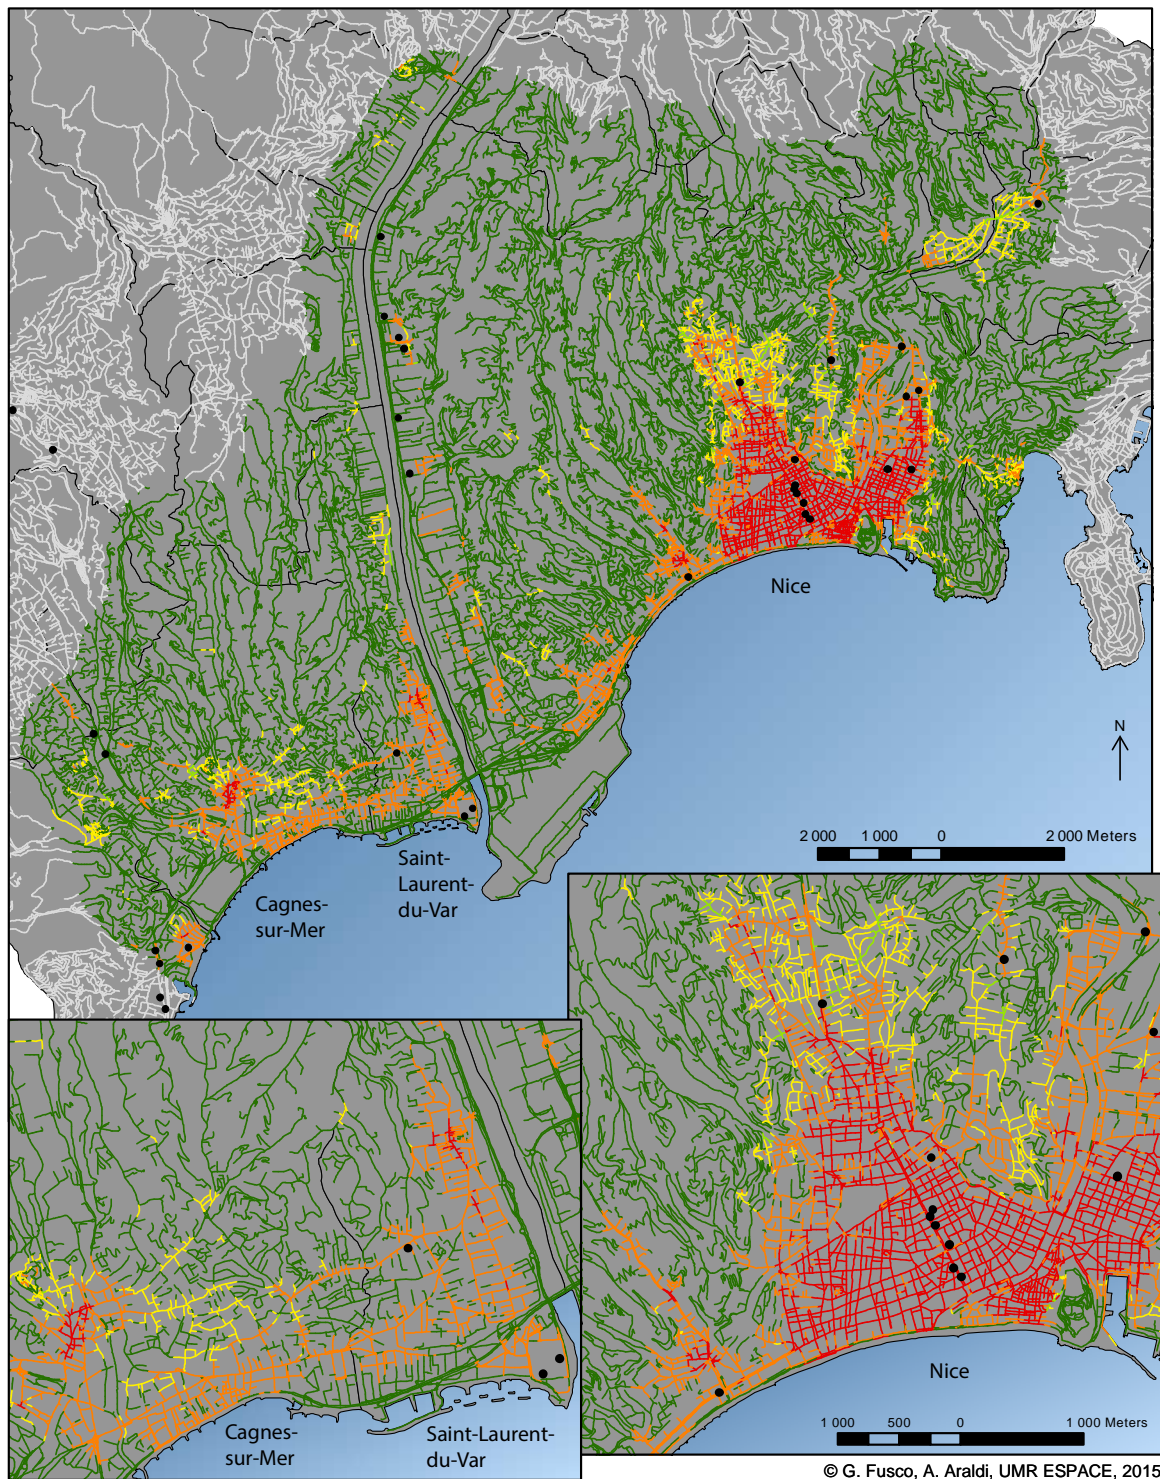 Nice
N
2 000 1 000 0 2 000 Meters
Saint-
Laurent-
du-Var
Cagnes-
sur-Mer
Nice
1 000 500 0 1 000 Meters
Cagnes-
sur-Mer
Saint-Laurent-
du-Var
© G. Fusco, A. Araldi, UMR ESPACE, 2015